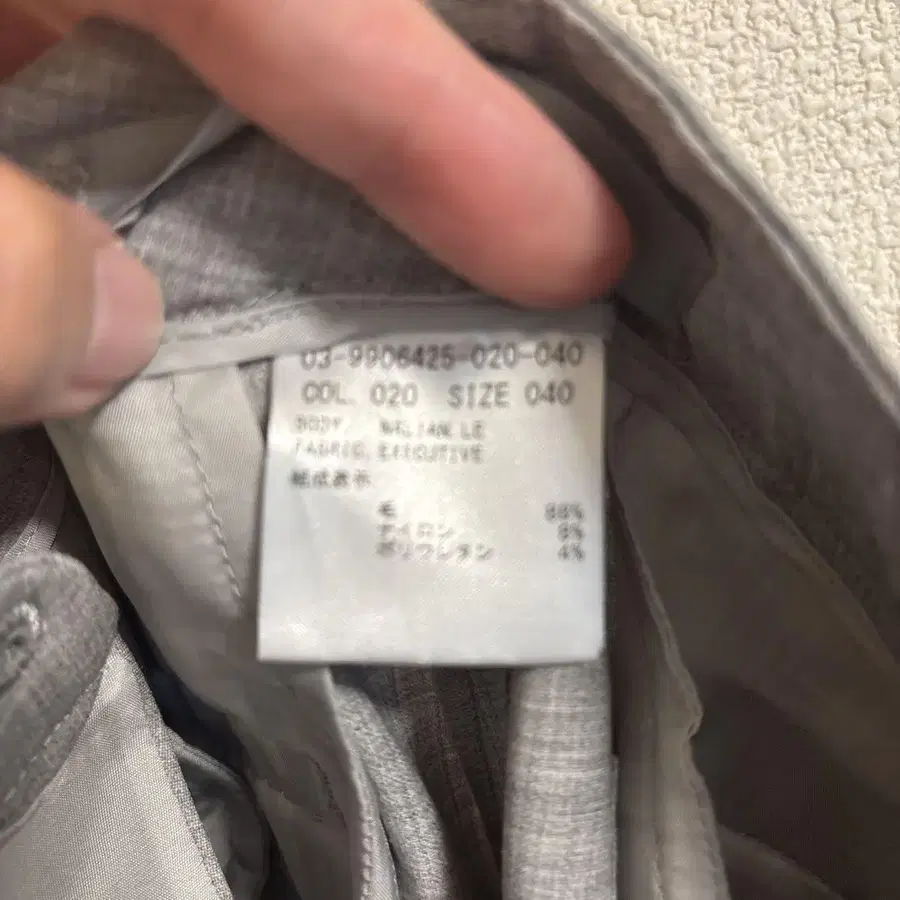 03-9906425-020-040
COL. 020 SIZE 040
BODY. LE
FABRIC. EXECUTIVE
組成表示
毛 88%
ナイロン 8%
ポリウレタン 4%